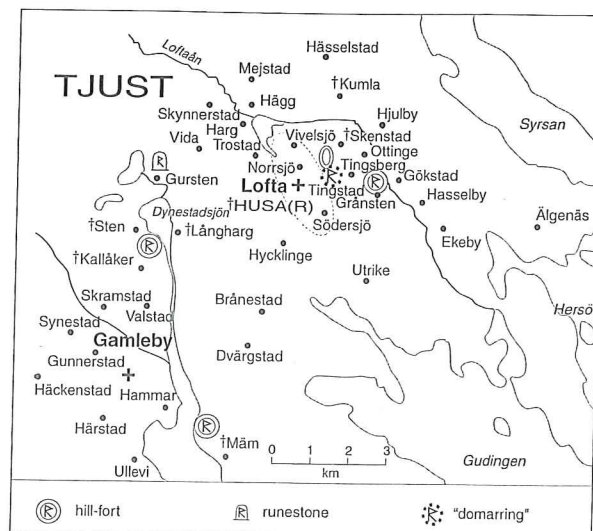 Hässelstad
Loftaån
Mejstad
†Kumla
TJUST
Hägg
Skynnerstad
Hjulby
Syrsan
Harg
Vivelsjö
†Skenstad
Vida
Trostad
Ottinge
Norrsjö
Tingsberg
R
Gursten
Lofta
R
Tingstad
R
Gökstad
†HUSA(R)
Grånsten
Hasselby
Dynestadsjön
Södersjö
†Sten
†Långharg
Älgenäs
R
Hycklinge
Ekeby
†Kallåker
Utrike
Skramstad
Valstad
Brånestad
Hersö
Synestad
Gamleby
Gunnerstad
Dvärgstad
Häckenstad
Hammar
Härstad
R
†Mäm
0 1 2 3
km
Ullevi
Gudingen
R hill-fort
R runestone
R "domarring"